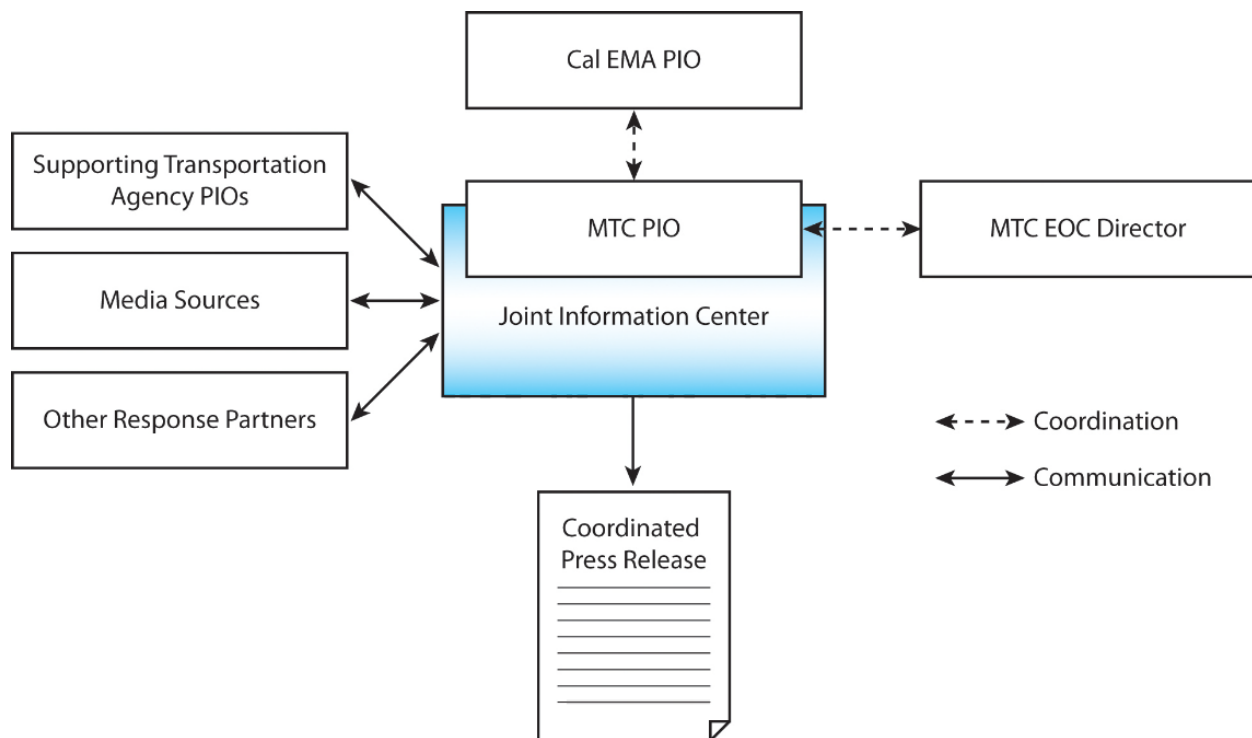 Cal EMA PIO
Supporting Transportation
Agency PIOs
MTC PIO
MTC EOC Director
Media Sources
Joint Information Center
Other Response Partners
Coordination
Communication
Coordinated
Press Release